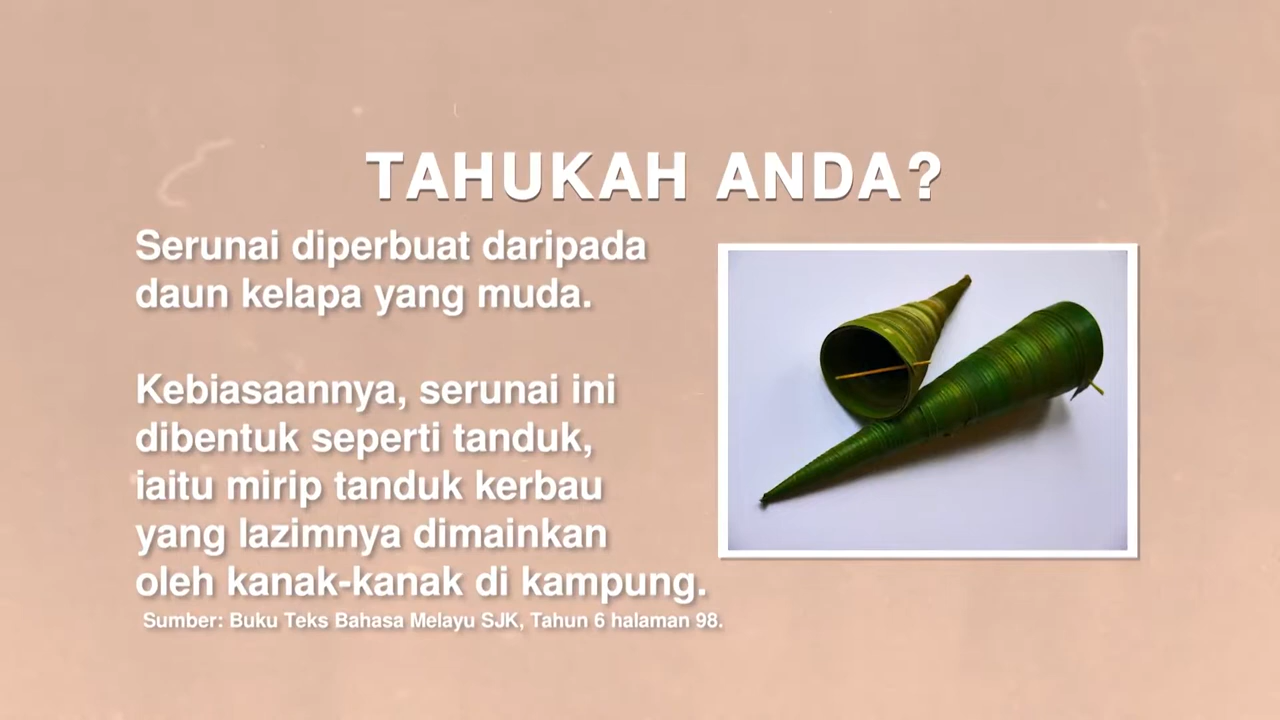 TAHUKAH ANDA?
Serunai diperbuat daripada
daun kelapa yang muda.
Kebiasaannya, serunai ini
dibentuk seperti tanduk,
iaitu mirip tanduk kerbau
yang lazimnya dimainkan
oleh kanak-kanak di kampung.
Sumber: Buku Teks Bahasa Melayu SJK, Tahun 6 halaman 98.